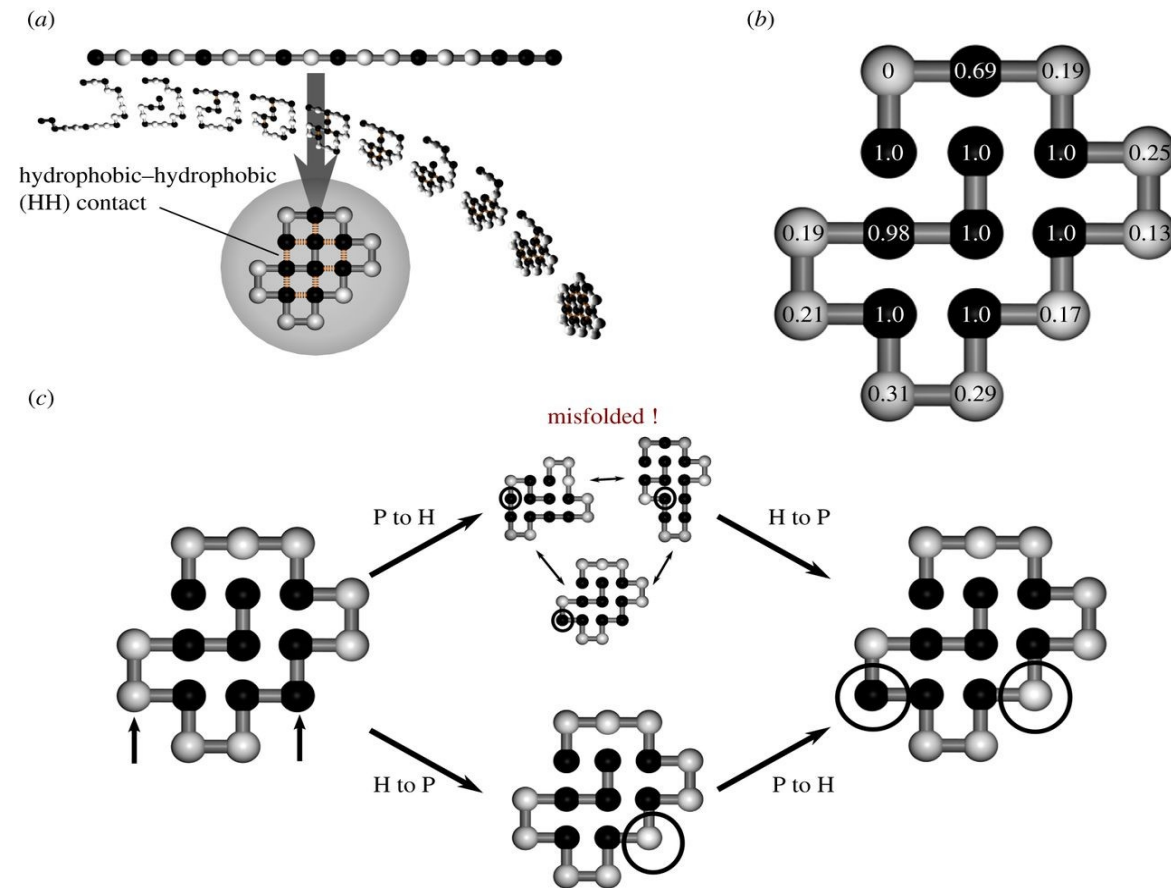 (a)
(b)
hydrophobic–hydrophobic
(HH) contact
0 0.69 0.19
1.0 1.0 1.0 0.25
0.19 0.98 1.0 1.0 0.13
0.21 1.0 1.0 0.17
0.31 0.29
(c)
misfolded !
P to H
H to P
H to P
P to H